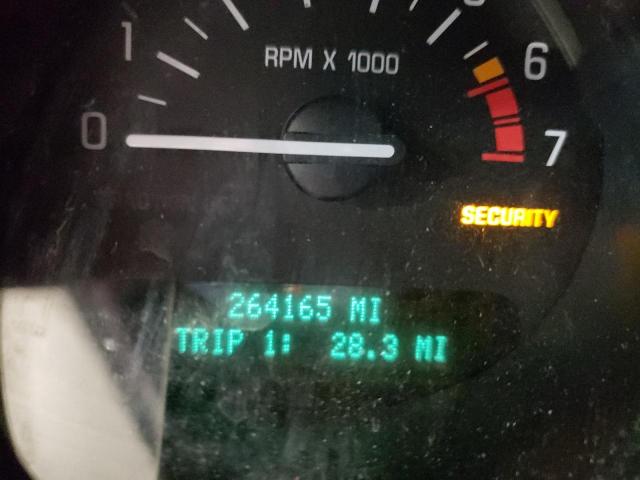 1
RPM X 1000
6
0
7
SECURITY
264165 MI
TRIP 1: 28.3 MI